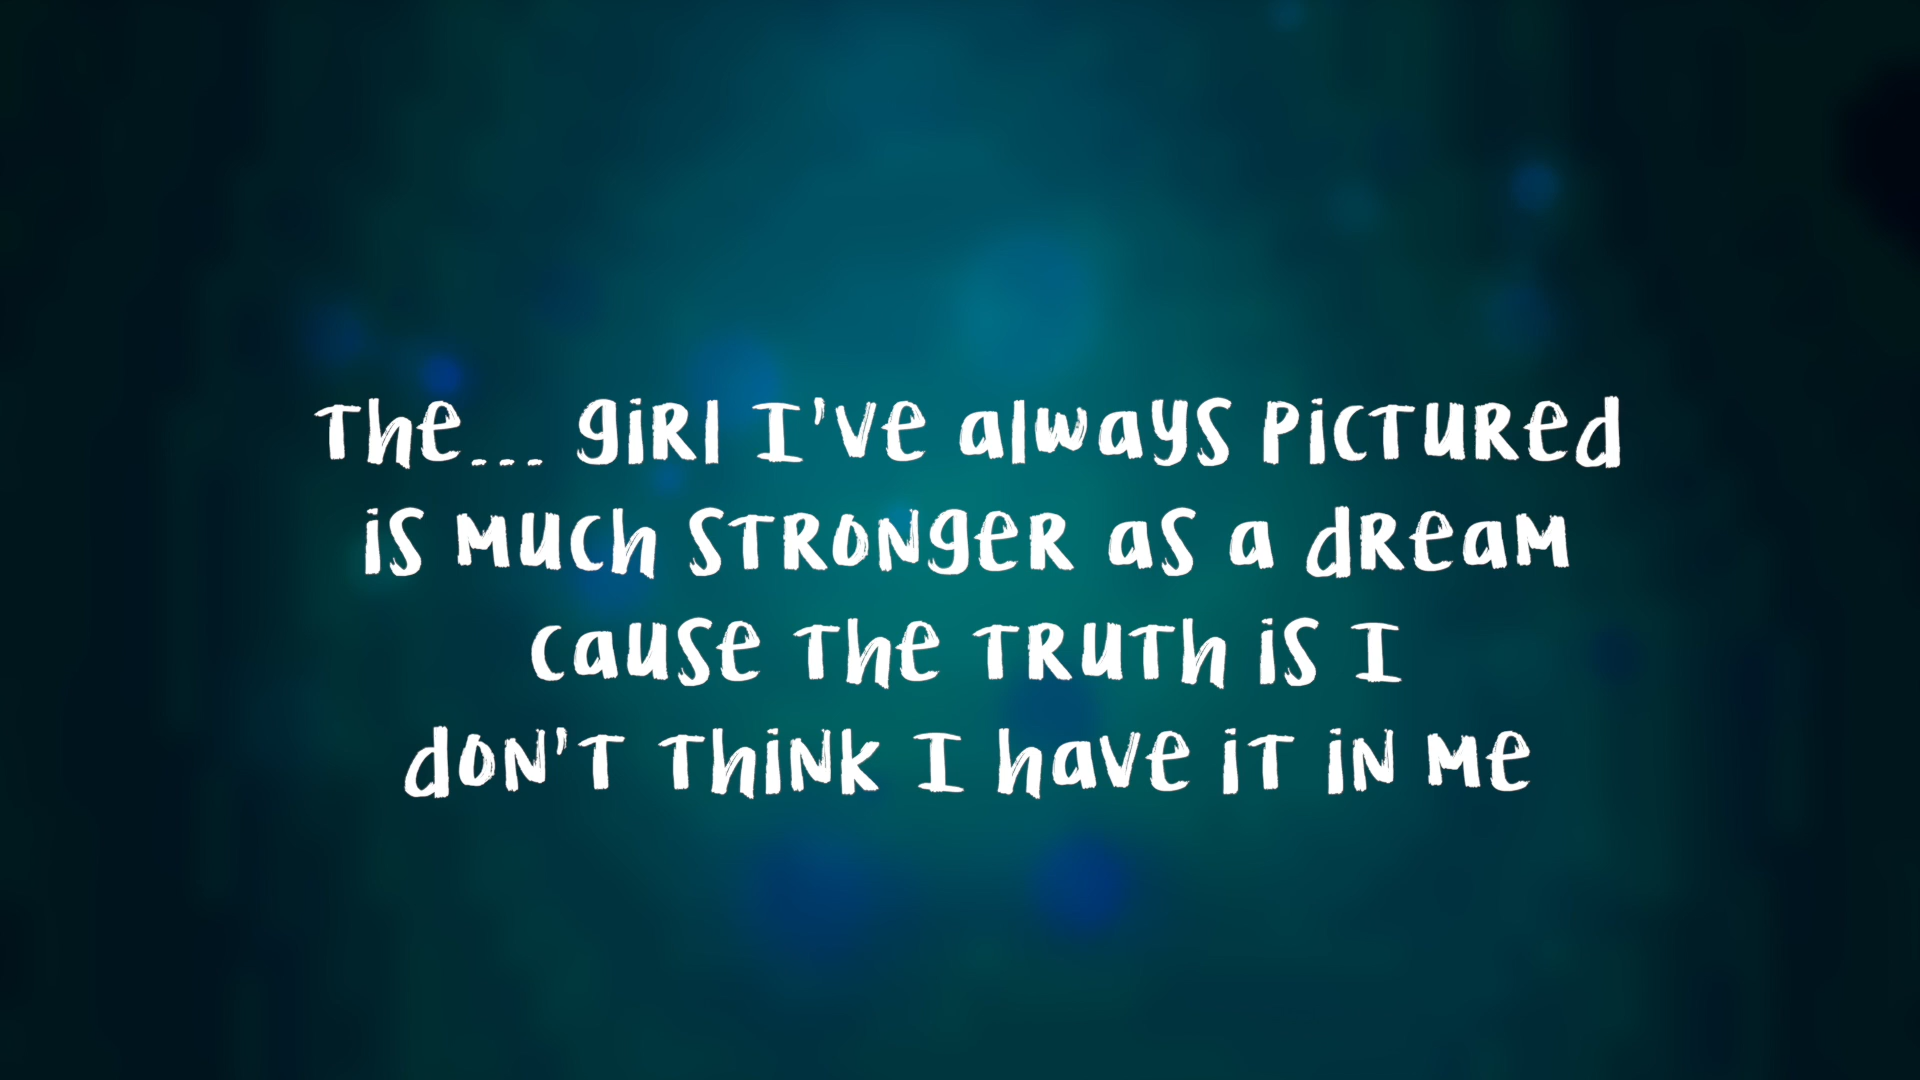 The... girl I've always pictured
is much stronger as a dream
cause the truth is I
don't think I have it in me